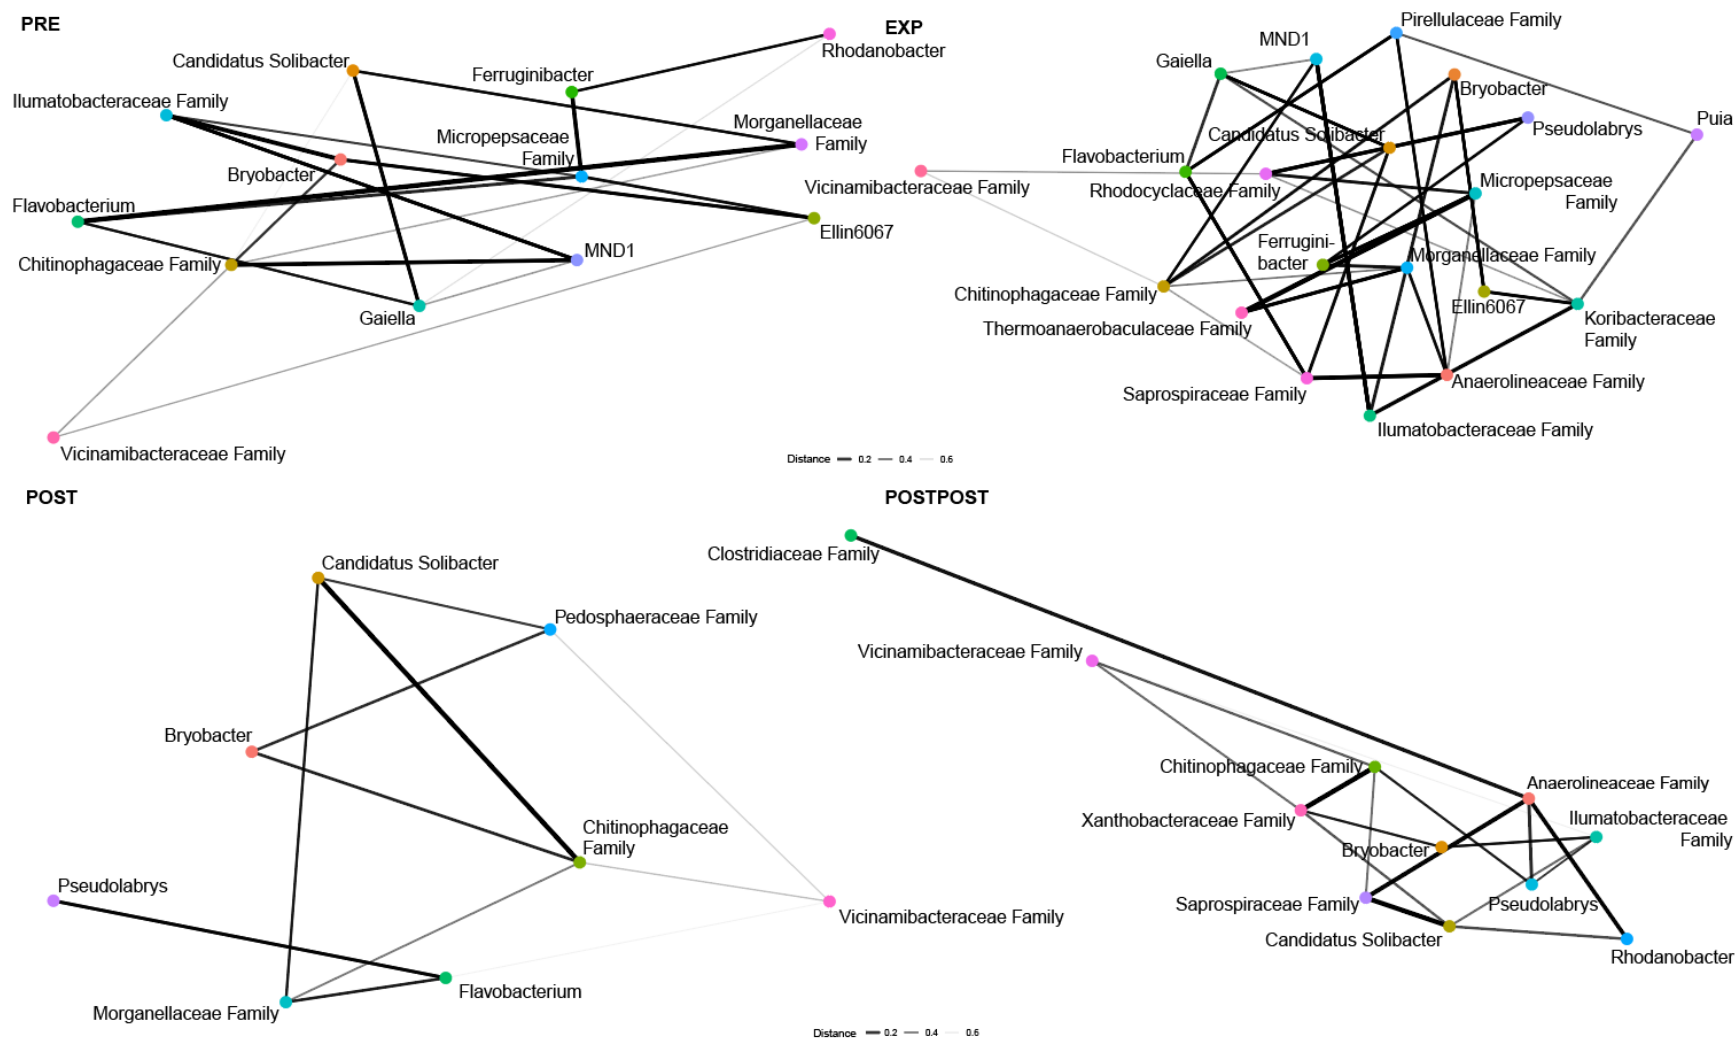 PRE
Candidatus Solibacter
Ilumatobacteraceae Family
Ferruginibacter
Rhodanobacter
Micropepsaceae
Family
Morganellaceae
Family
Bryobacter
Flavobacterium
Ellin6067
Chitinophagaceae Family
MND1
Gaiella
Vicinamibacteraceae Family
EXP
Pirellulaceae Family
MND1
Gaiella
Bryobacter
Puia
Pseudolabrys
Candidatus Solibacter
Flavobacterium
Vicinamibacteraceae Family
Rhodocyclaceae Family
Micropepsaceae
Family
Ferrugini-
bacter
Morganellaceae Family
Chitinophagaceae Family
Ellin6067
Thermoanaerobaculaceae Family
Koribacteraceae
Family
Saprospiraceae Family
Anaerolineaceae Family
Ilumatobacteraceae Family
Distance 0.2 0.4 0.6
POST
Candidatus Solibacter
Pedosphaeraceae Family
Bryobacter
Chitinophagaceae
Family
Pseudolabrys
Vicinamibacteraceae Family
Flavobacterium
Morganellaceae Family
POSTPOST
Clostridiaceae Family
Vicinamibacteraceae Family
Chitinophagaceae Family
Anaerolineaceae Family
Xanthobacteraceae Family
Ilumatobacteraceae
Family
Bryobacter
Saprospiraceae Family
Pseudolabrys
Candidatus Solibacter
Rhodanobacter
Distance 0.2 0.4 0.6